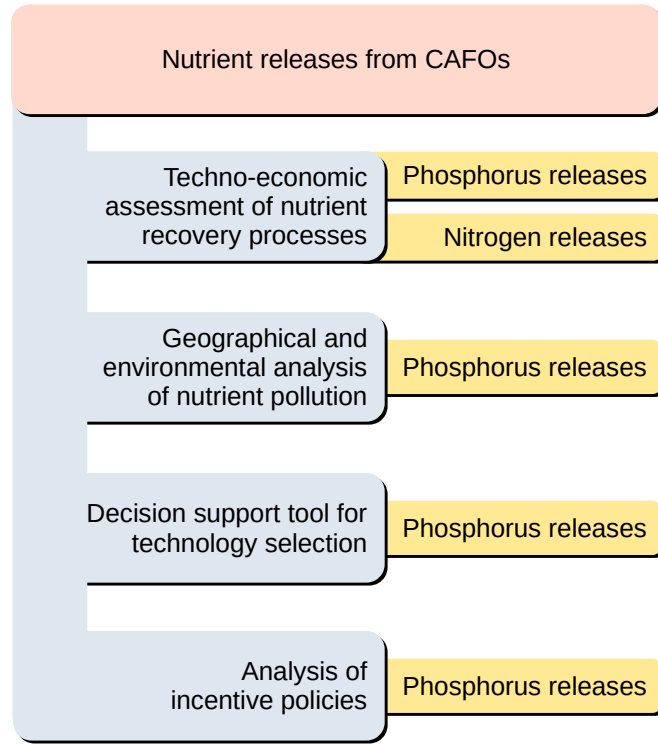 Nutrient releases from CAFOs
Techno-economic
assessment of nutrient
recovery processes
Phosphorus releases
Nitrogen releases
Geographical and
environmental analysis
of nutrient pollution
Phosphorus releases
Decision support tool for
technology selection
Phosphorus releases
Analysis of
incentive policies
Phosphorus releases